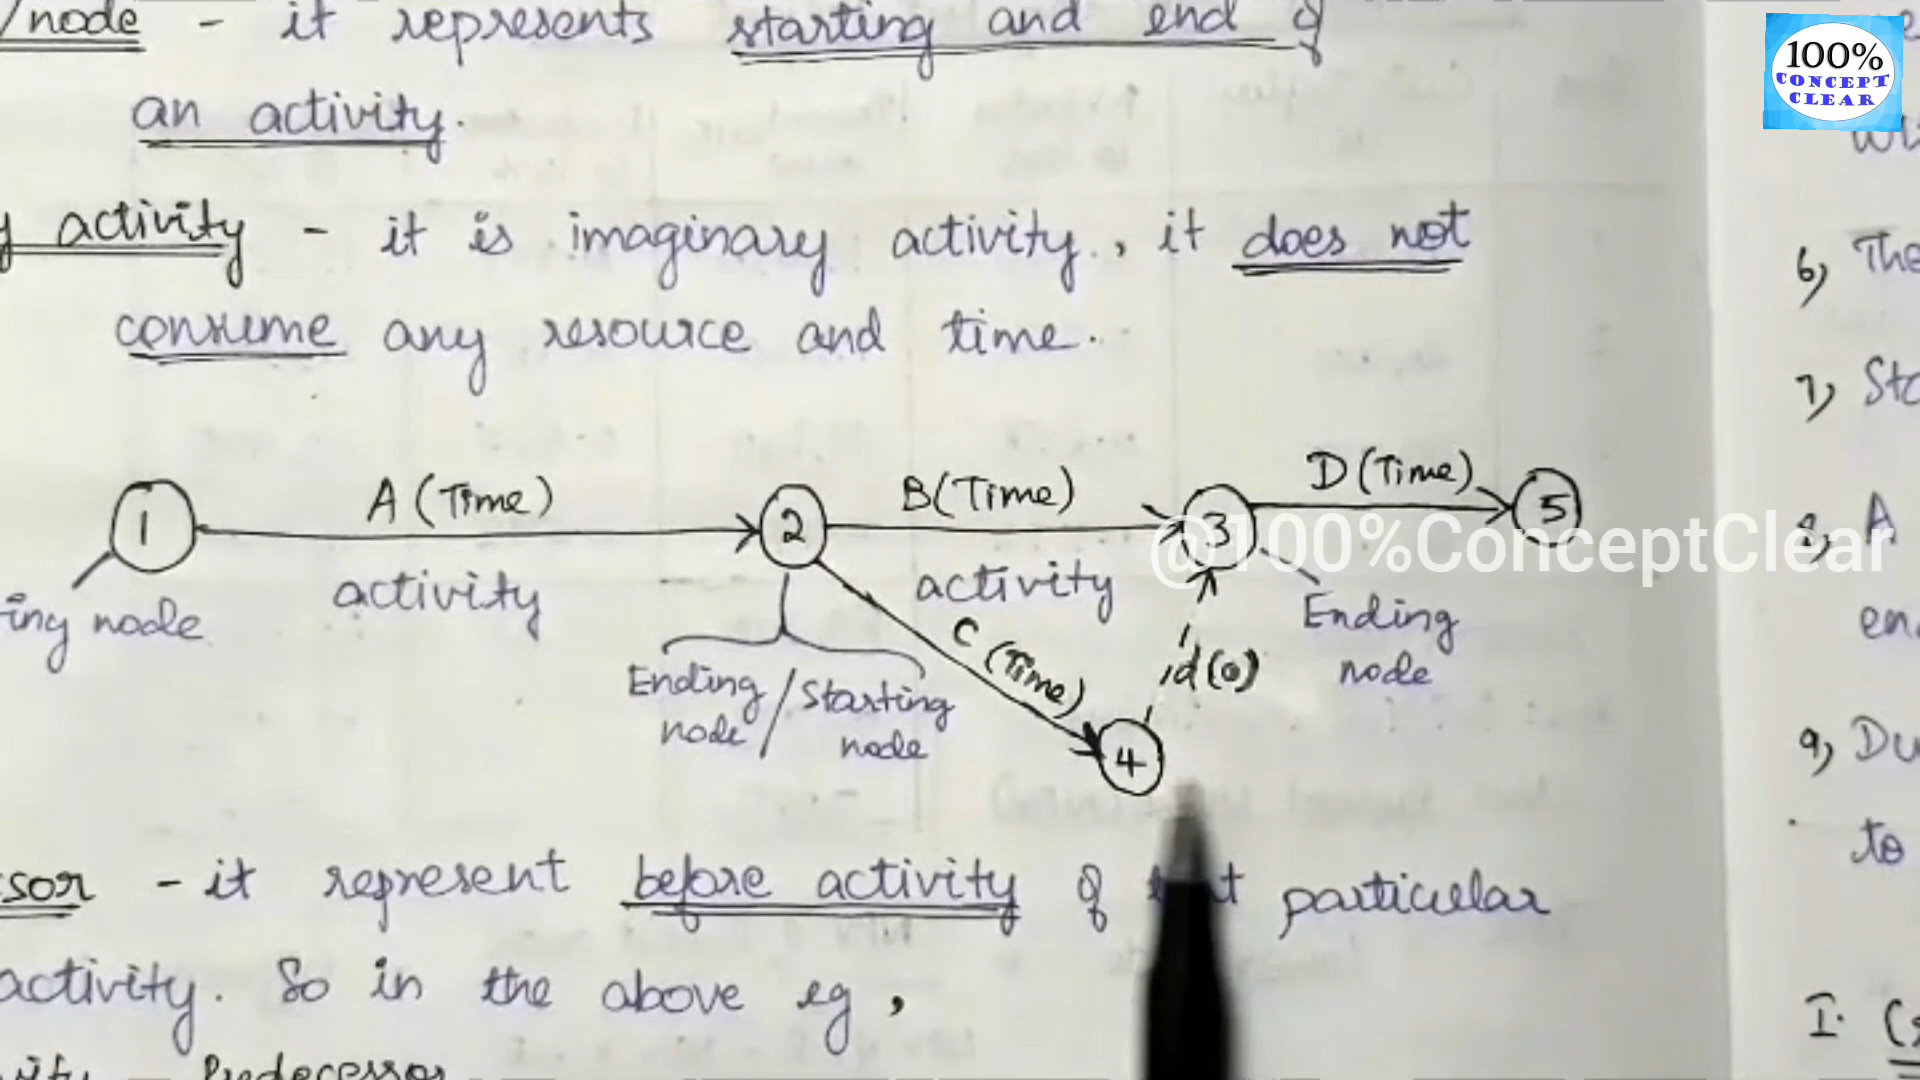 /node - it represents starting and end of
an activity.
y activity - it is imaginary activity, it does not
consume any resource and time.
1 A (Time) 2 B(Time) 3 D(Time) 5
activity activity
ing node
C (Time)
d(0)
4
Ending node / Starting node
Ending
node
sor - it represent before activity of particular
activity. So in the above eg,
Predecessor
100%
CONCEPT
CLEAR
@100%ConceptClear
6) The
7) Sta
8) A
9) Du
to
I.